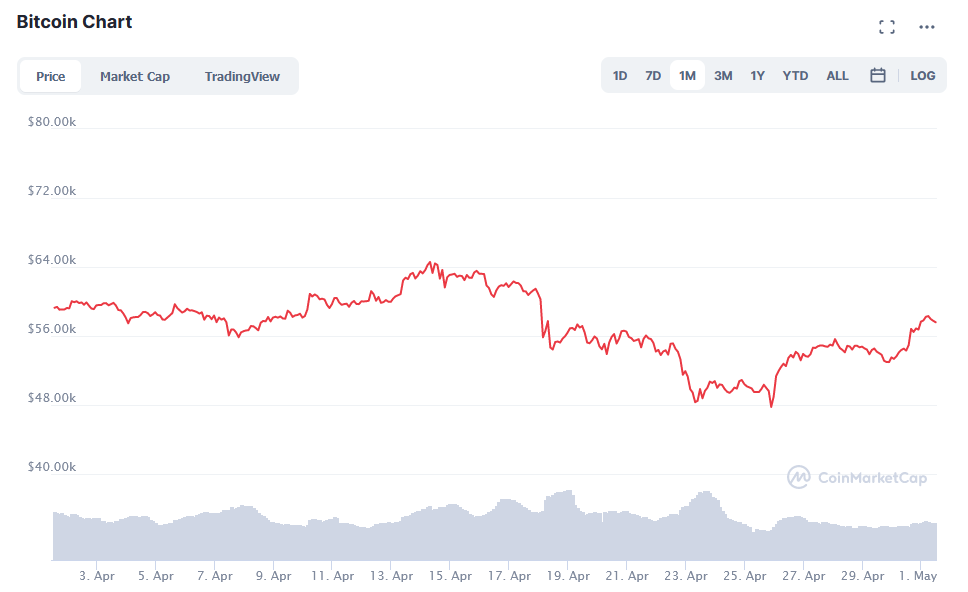 Bitcoin Chart
Price Market Cap TradingView
1D 7D 1M 3M 1Y YTD ALL LOG
$80.00k
$72.00k
$64.00k
$56.00k
$48.00k
$40.00k
CoinMarketCap
3. Apr 5. Apr 7. Apr 9. Apr 11. Apr 13. Apr 15. Apr 17. Apr 19. Apr 21. Apr 23. Apr 25. Apr 27. Apr 29. Apr 1. May